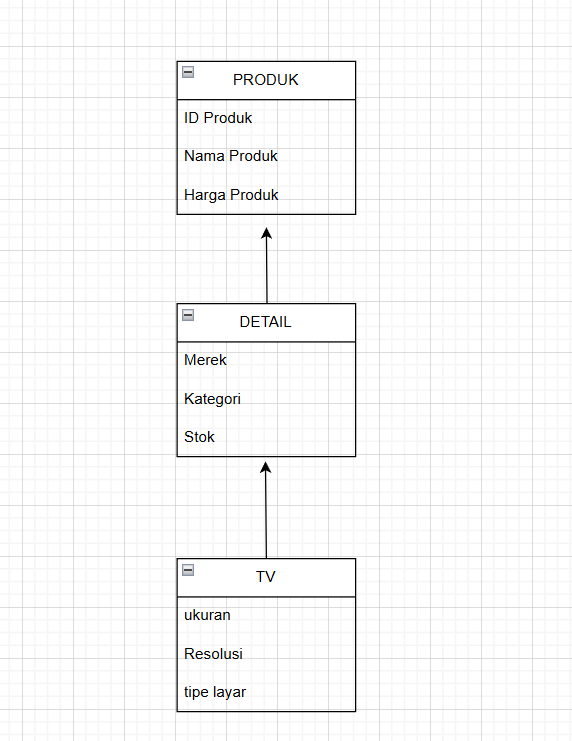 PRODUK
ID Produk
Nama Produk
Harga Produk
DETAIL
Merek
Kategori
Stok
TV
ukuran
Resolusi
tipe layar